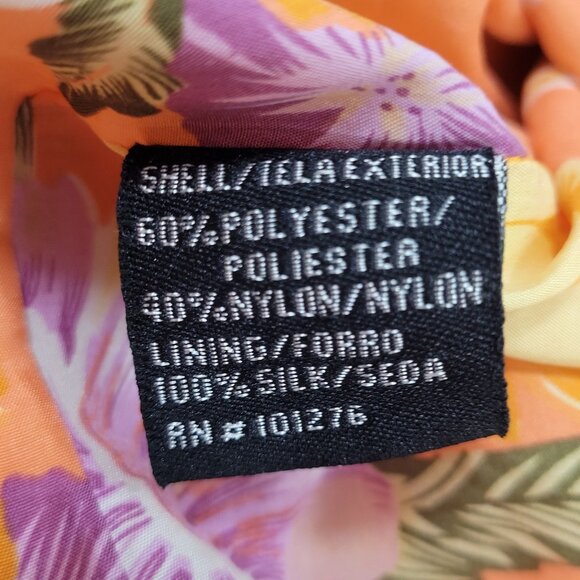 SHELL/TELA EXTERIOR
60% POLYESTER/
POLIESTER
40% NYLON/NYLON
LINING/FORRO
100% SILK/SEDA
RN # 101276